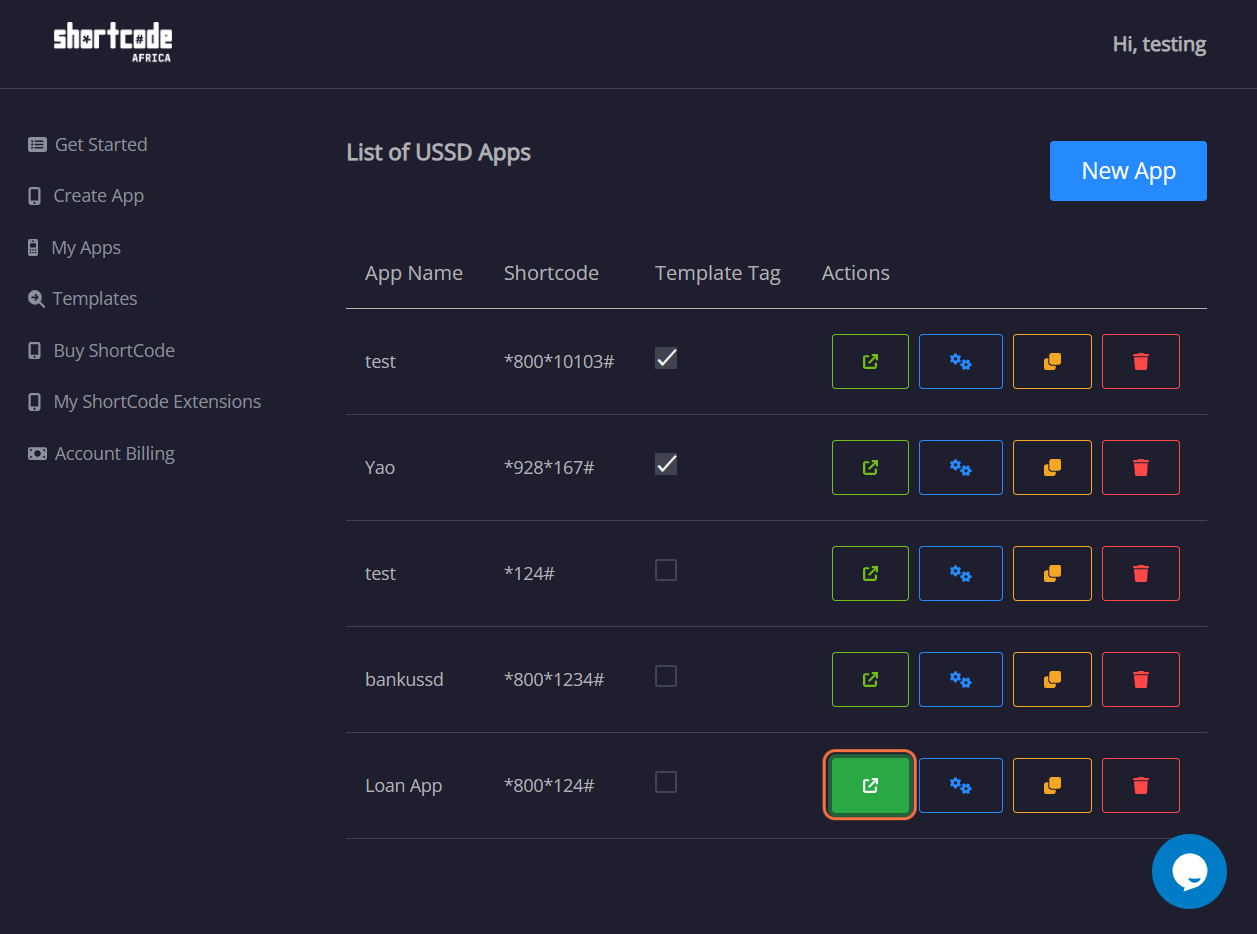 shortcode
AFRICA
Hi, testing
Get Started
Create App
My Apps
Templates
Buy ShortCode
My ShortCode Extensions
Account Billing
List of USSD Apps
New App
App Name Shortcode Template Tag Actions
test *800*10103#
Yao *928*167#
test *124#
bankussd *800*1234#
Loan App *800*124#